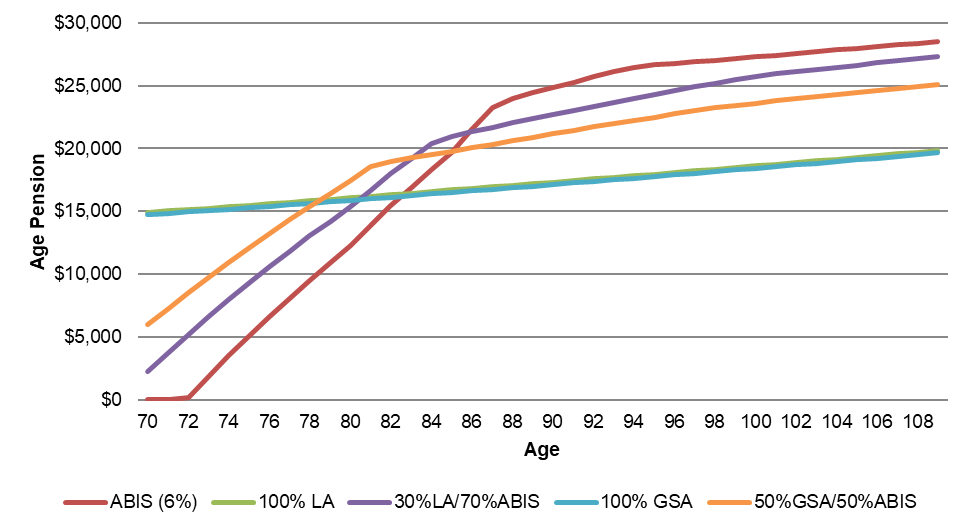 $30,000
$25,000
$20,000
$15,000
$10,000
$5,000
$0
Age Pension
70 72 74 76 78 80 82 84 86 88 90 92 94 96 98 100 102 104 106 108
Age
ABIS (6%) 100% LA 30%LA/70%ABIS 100% GSA 50%GSA/50%ABIS